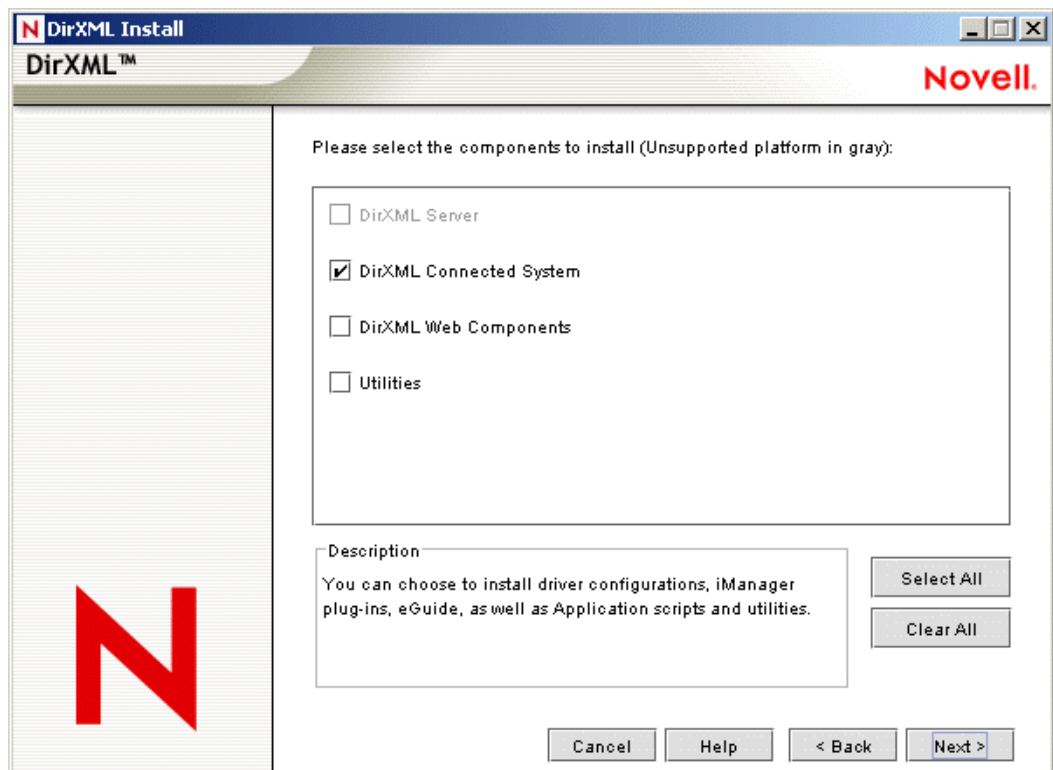 N DirXML Install
DirXML™
Novell.
Please select the components to install (Unsupported platform in gray):
DirXML Server
DirXML Connected System
DirXML Web Components
Utilities
Description
You can choose to install driver configurations, iManager
plug-ins, eGuide, as well as Application scripts and utilities.
Select All
Clear All
N
Cancel
Help
< Back
Next >